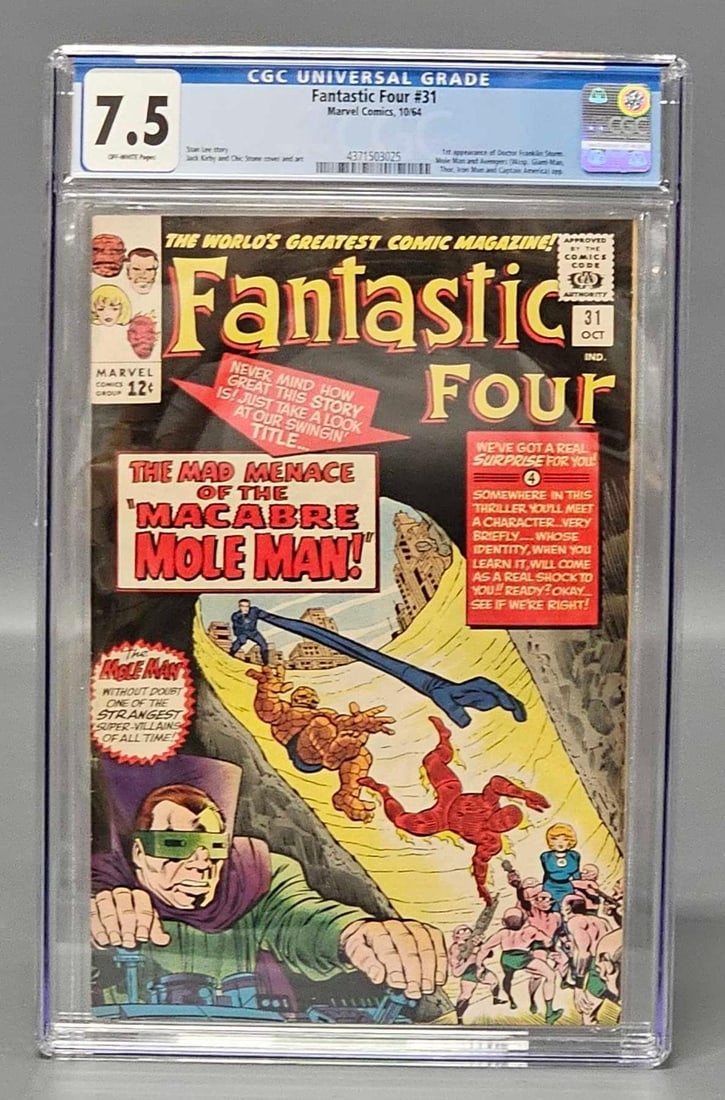 CGC UNIVERSAL GRADE
7.5
OFF-WHITE Pages
Fantastic Four #31
Marvel Comics, 10/64
Stan Lee story
Jack Kirby and Chic Stone cover and art
4371503025
1st appearance of Doctor Franklin Storm.
Mole Man and Avengers (Wasp, Giant-Man,
Thor, Iron Man and Captain America) app.
CGC
THE WORLD'S GREATEST COMIC MAGAZINE!
APPROVED
BY THE
COMICS
CODE
CA
AUTHORITY
Fantastic
Four
31
OCT
IND.
MARVEL
COMICS
GROUP
12¢
NEVER MIND HOW
GREAT THIS STORY
IS! JUST TAKE A LOOK
AT OUR SWINGIN'
TITLE...
THE MAD MENACE
OF THE
"MACABRE
MOLE MAN!"
WE'VE GOT A REAL
SURPRISE FOR YOU!
4
SOMEWHERE IN THIS
THRILLER YOU'LL MEET
A CHARACTER...VERY
BRIEFLY.... WHOSE
IDENTITY, WHEN YOU
LEARN IT, WILL COME
AS A REAL SHOCK TO
YOU!! READY? OKAY...
SEE IF WE'RE RIGHT!
The
MOLE MAN
WITHOUT DOUBT
ONE OF THE
STRANGEST
SUPER-VILLAINS
OF ALL TIME!
4